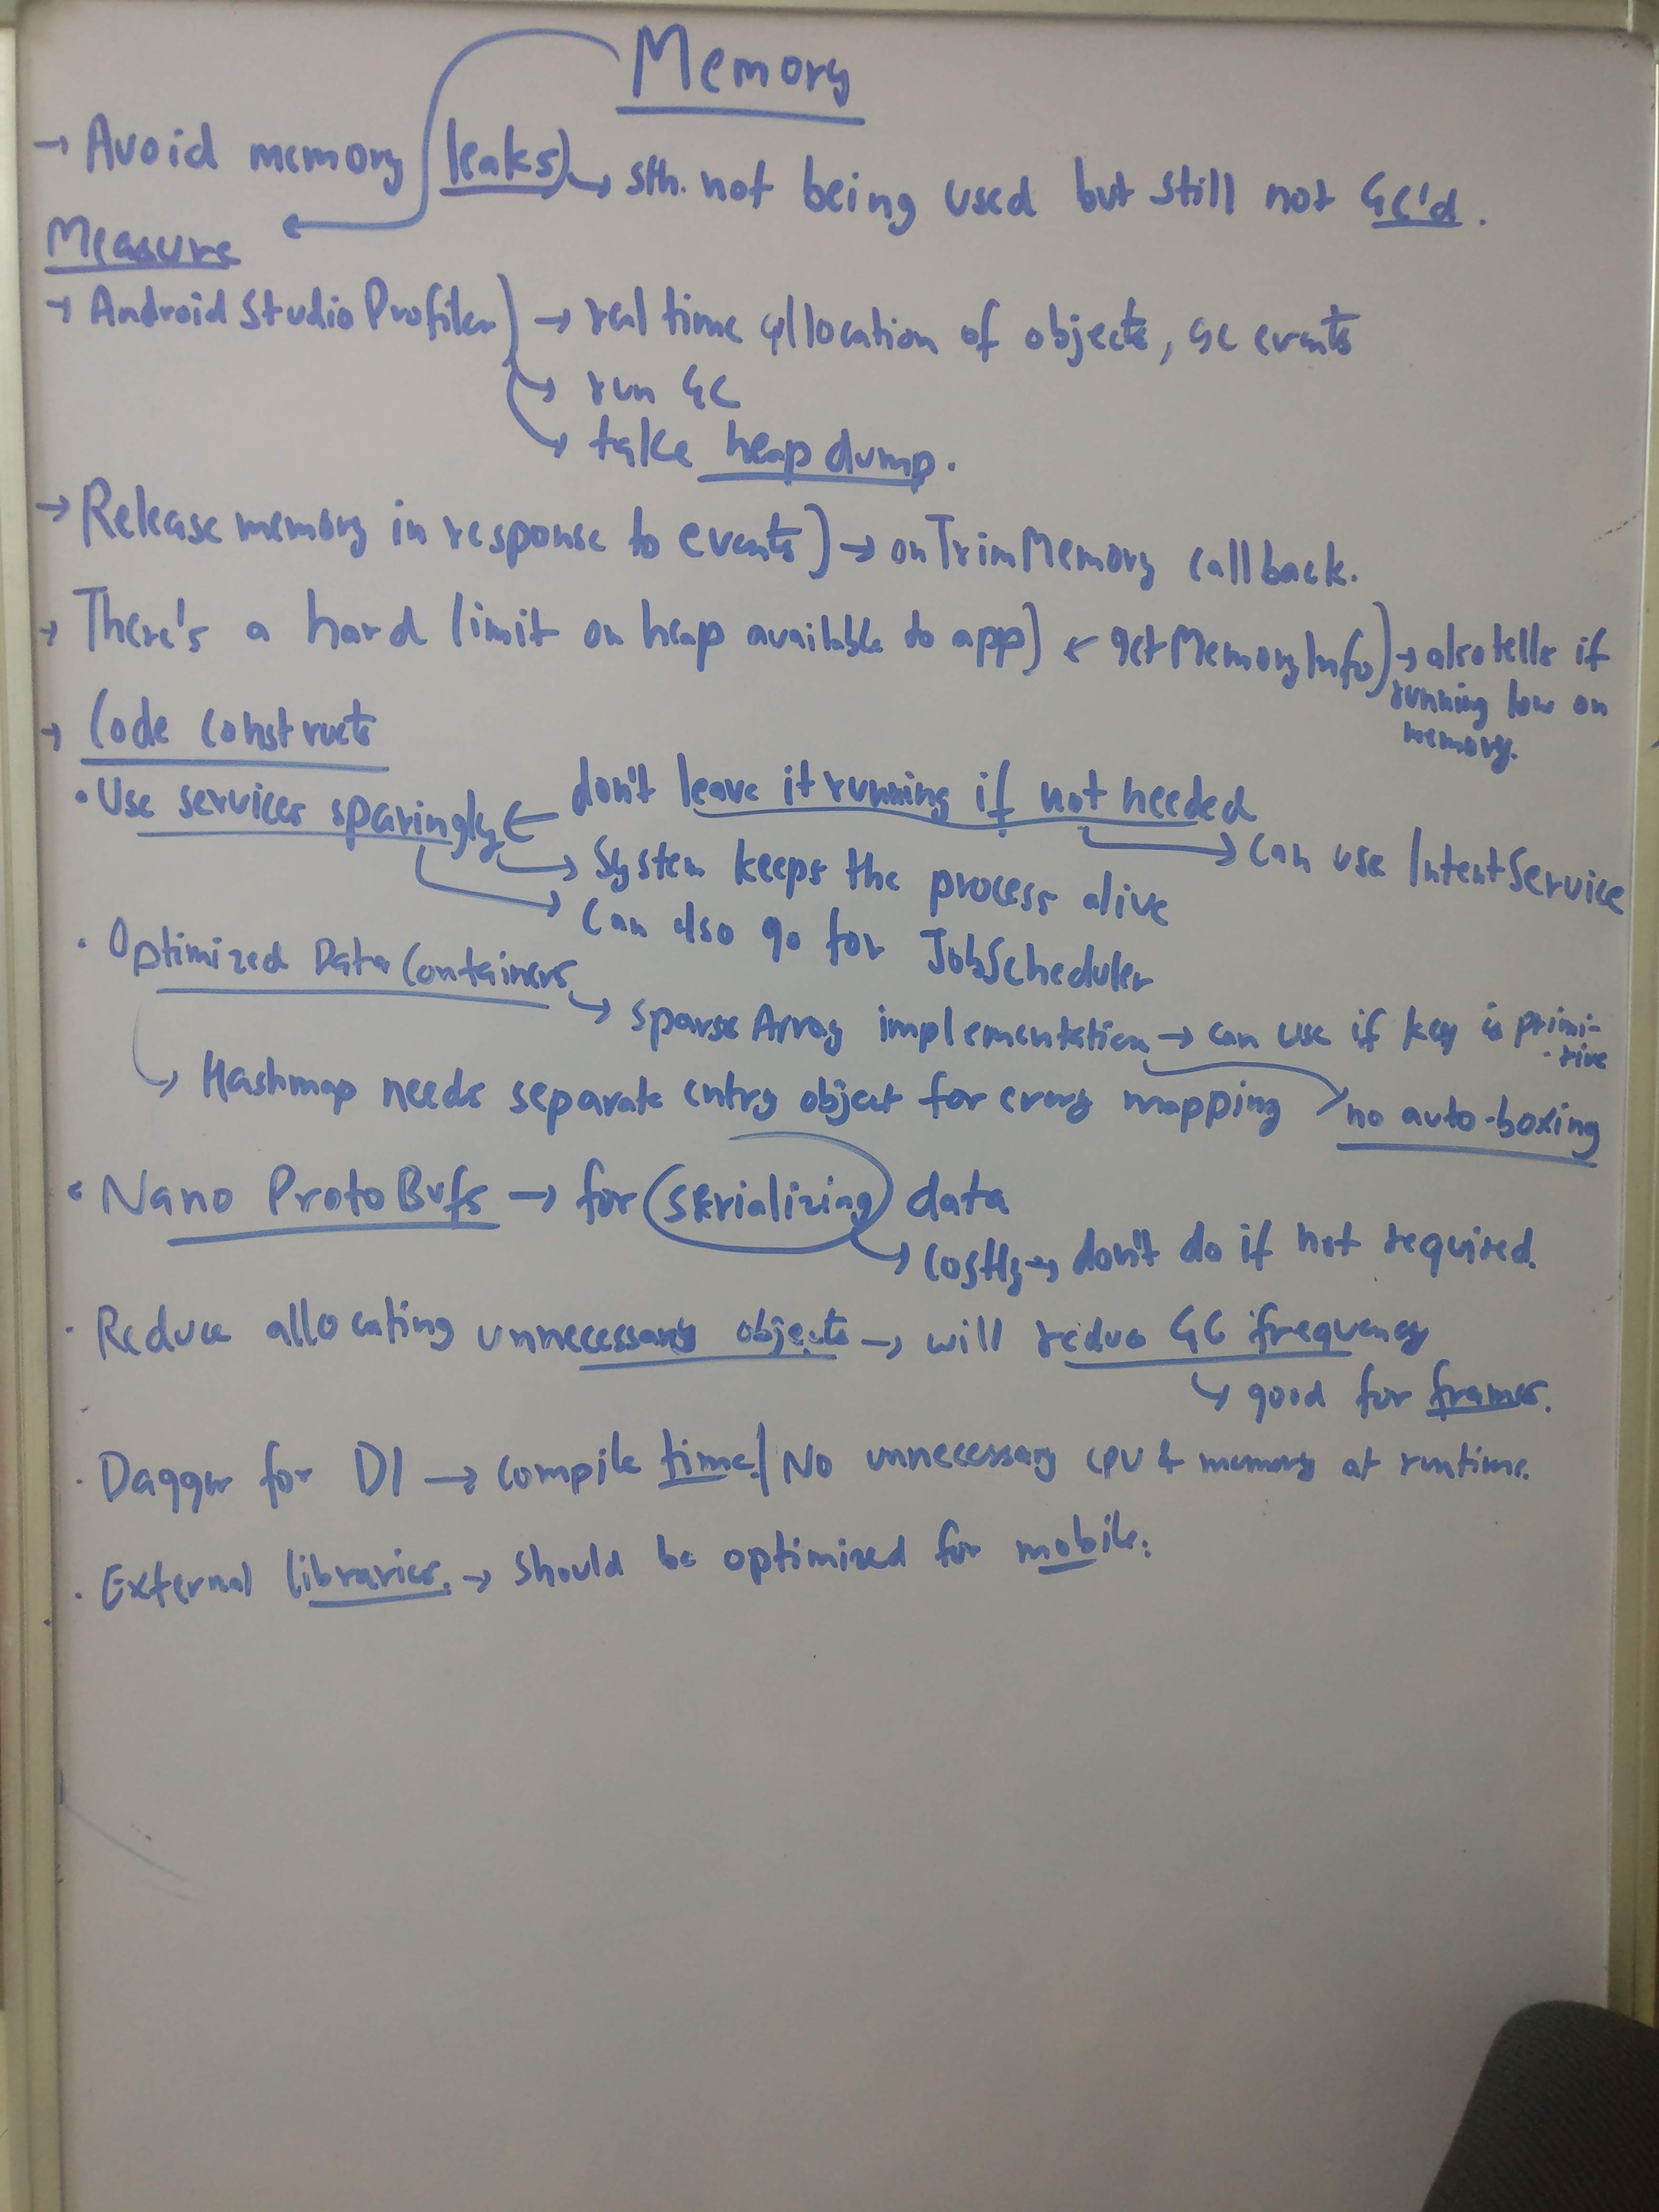 Memory
→ Avoid memory leaks) → sth. not being used but still not GC'd.
Measure
→ Android Studio Profiler) → real time allocation of objects, GC events
→ run GC
→ take heap dump.
→ Release memory in response to events) → onTrimMemory callback.
→ There's a hard limit on heap available to app) ← getMemoryInfo) → also tells if
running low on
memory.
→ Code constructs
• Use services sparingly ← don't leave it running if not needed
→ can use IntentService
→ System keeps the process alive
→ Can also go for JobScheduler
• Optimized Data Containers
→ SparseArray implementation → can use if key is primi-
-tive
→ Hashmap needs separate entry object for every mapping → no auto-boxing
• Nano ProtoBufs → for serializing data
→ costly → don't do if not required.
• Reduce allocating unnecessary objects → will reduce GC frequency
→ good for frames.
• Dagger for DI → compile time | No unnecessary CPU & memory at runtime.
• External libraries. → should be optimized for mobile.